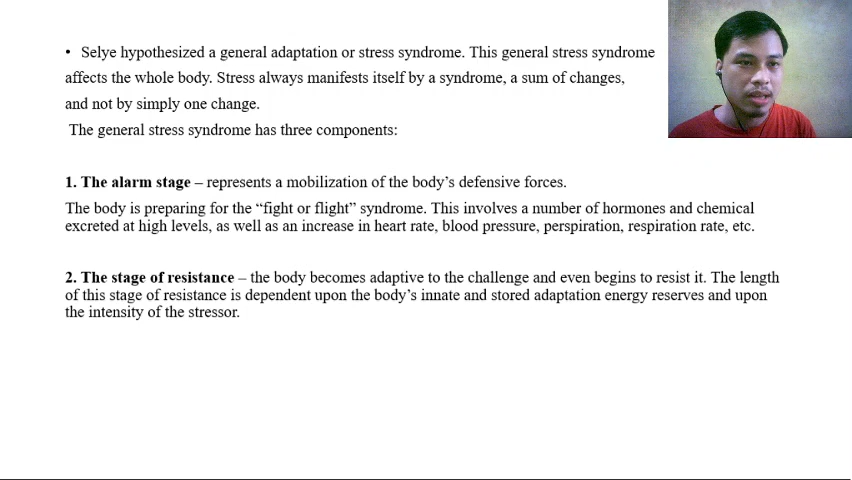 • Selye hypothesized a general adaptation or stress syndrome. This general stress syndrome
affects the whole body. Stress always manifests itself by a syndrome, a sum of changes,
and not by simply one change.
The general stress syndrome has three components:
1. The alarm stage – represents a mobilization of the body’s defensive forces.
The body is preparing for the “fight or flight” syndrome. This involves a number of hormones and chemical
excreted at high levels, as well as an increase in heart rate, blood pressure, perspiration, respiration rate, etc.
2. The stage of resistance – the body becomes adaptive to the challenge and even begins to resist it. The length
of this stage of resistance is dependent upon the body’s innate and stored adaptation energy reserves and upon
the intensity of the stressor.